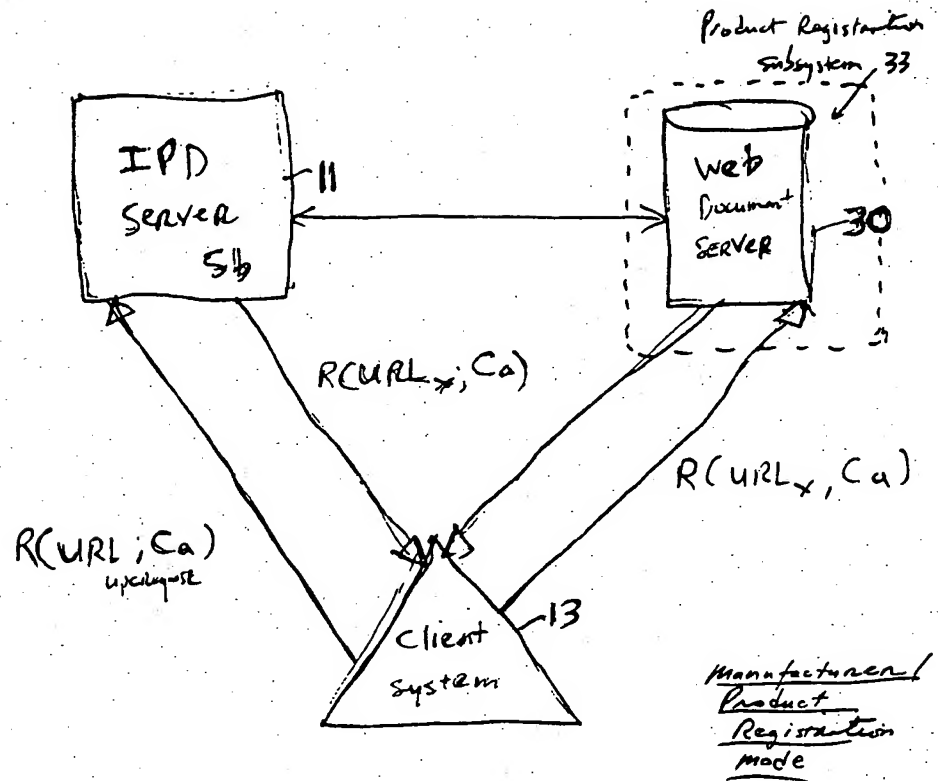 Product Registration
subsystem 33
IPD
SERVER
Sib
11
Web
Document
SERVER
30
R(URLx; Ca)
R(URLx, Ca)
R(URL; Ca)
Client
system
13
Manufacturer/
Product
Registration
mode